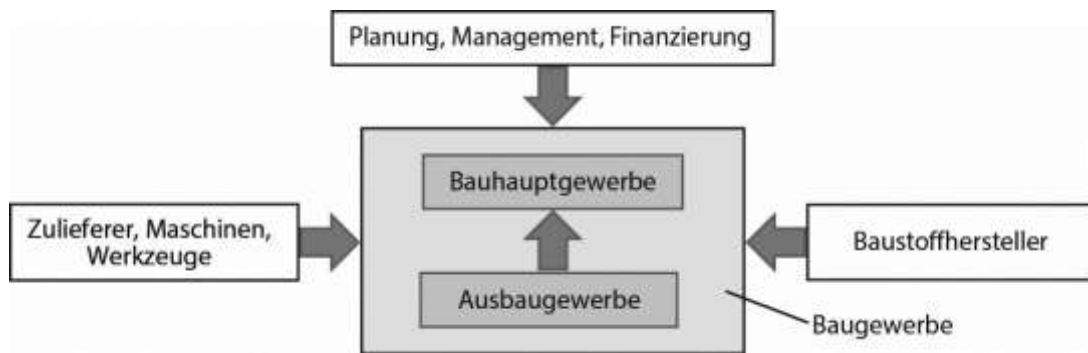 Planung, Management, Finanzierung
Bauhauptgewerbe
Zulieferer, Maschinen,
Werkzeuge
Baustoffhersteller
Ausbaugewerbe
Baugewerbe